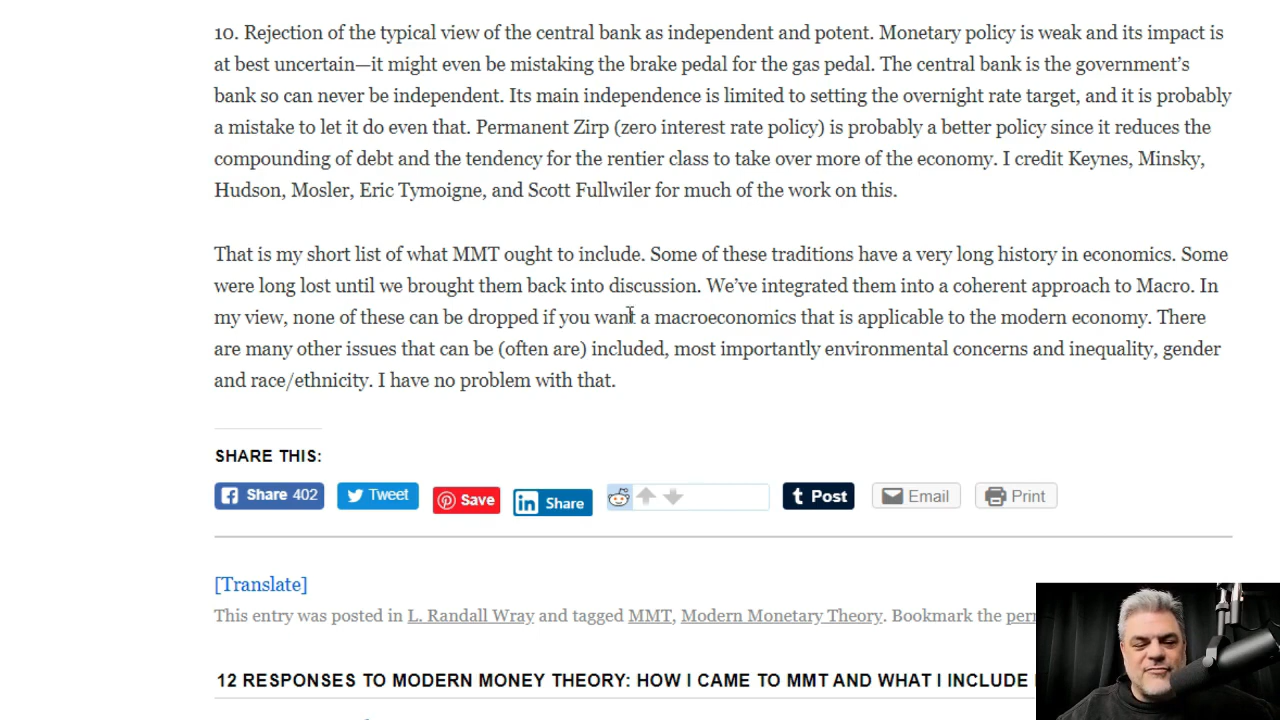 10. Rejection of the typical view of the central bank as independent and potent. Monetary policy is weak and its impact is
at best uncertain—it might even be mistaking the brake pedal for the gas pedal. The central bank is the government’s
bank so can never be independent. Its main independence is limited to setting the overnight rate target, and it is probably
a mistake to let it do even that. Permanent Zirp (zero interest rate policy) is probably a better policy since it reduces the
compounding of debt and the tendency for the rentier class to take over more of the economy. I credit Keynes, Minsky,
Hudson, Mosler, Eric Tymoigne, and Scott Fullwiler for much of the work on this.
That is my short list of what MMT ought to include. Some of these traditions have a very long history in economics. Some
were long lost until we brought them back into discussion. We’ve integrated them into a coherent approach to Macro. In
my view, none of these can be dropped if you want a macroeconomics that is applicable to the modern economy. There
are many other issues that can be (often are) included, most importantly environmental concerns and inequality, gender
and race/ethnicity. I have no problem with that.
SHARE THIS:
Share 402 Tweet Save Share Post Email Print
[Translate]
This entry was posted in L. Randall Wray and tagged MMT, Modern Monetary Theory. Bookmark the
12 RESPONSES TO MODERN MONEY THEORY: HOW I CAME TO MMT AND WHAT I INCLUDE